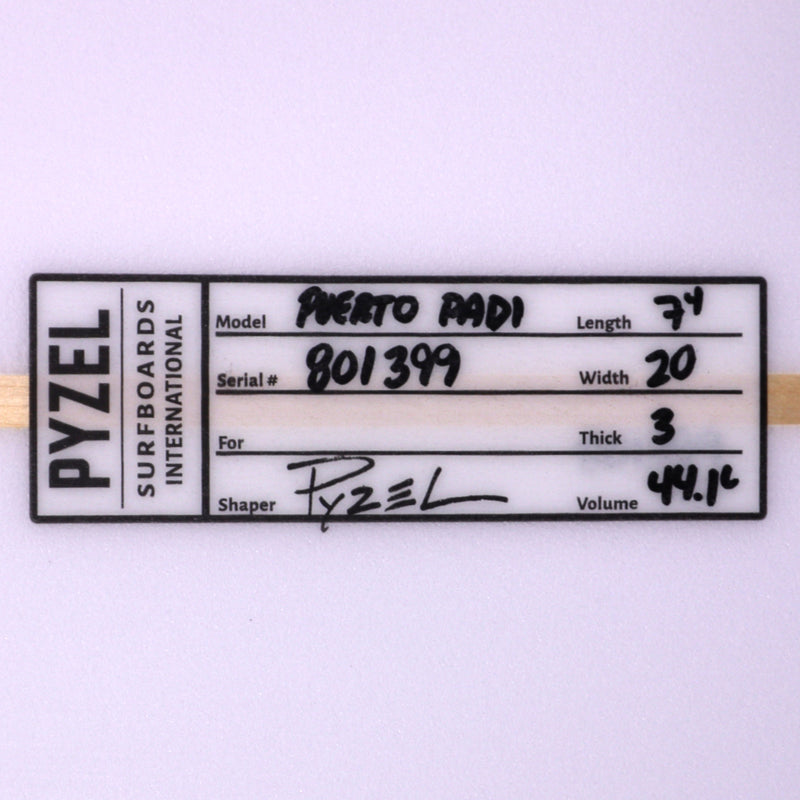 PYZEL
SURFBOARDS
INTERNATIONAL
Model PUERTO PADI Length 7'4
Serial # 801399 Width 20
For Thick 3
Shaper PYZEL Volume 44.1L